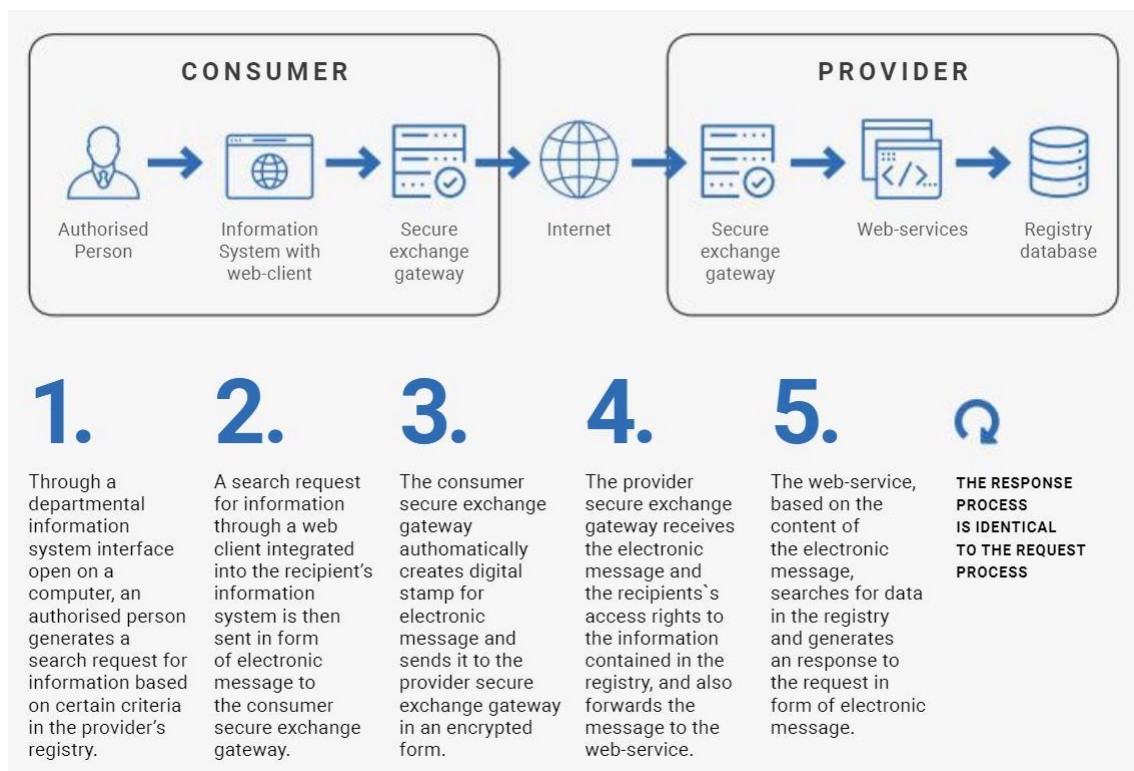 CONSUMER
PROVIDER
Authorised
Person
Information
System with
web-client
Secure
exchange
gateway
Internet
Secure
exchange
gateway
</>...
Web-services
Registry
database
1.
Through a
departmental
information
system interface
open on a
computer, an
authorised person
generates a
search request for
information based
on certain criteria
in the provider's
registry.
2.
A search request
for information
through a web
client integrated
into the recipient's
information
system is then
sent in form
of electronic
message to
the consumer
secure exchange
gateway.
3.
The consumer
secure exchange
gateway
authomatically
creates digital
stamp for
electronic
message and
sends it to the
provider secure
exchange gateway
in an encrypted
form.
4.
The provider
secure exchange
gateway receives
the electronic
message and
the recipients`s
access rights to
the information
contained in the
registry, and also
forwards the
message to the
web-service.
5.
The web-service,
based on the
content of
the electronic
message,
searches for data
in the registry
and generates
an response to
the request in
form of electronic
message.
THE RESPONSE
PROCESS
IS IDENTICAL
TO THE REQUEST
PROCESS